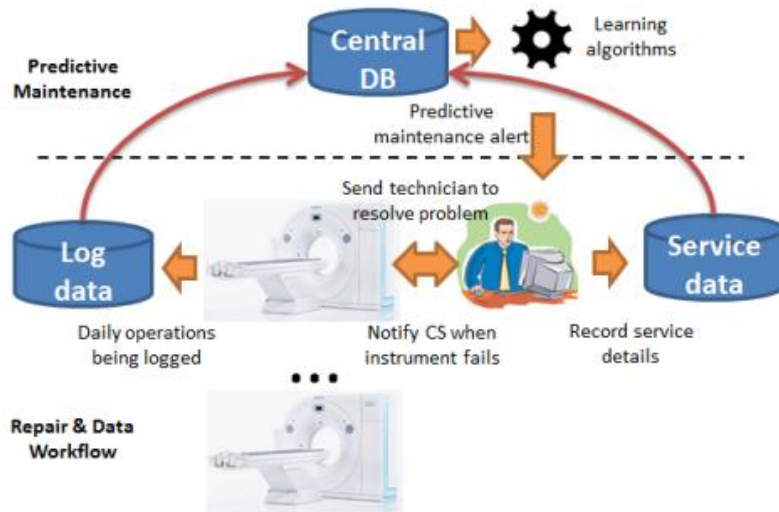 Central
DB
Learning
algorithms
Predictive
Maintenance
Predictive
maintenance alert
Send technician to
resolve problem
Log
data
Service
data
Daily operations
being logged
Notify CS when
instrument fails
Record service
details
Repair & Data
Workflow